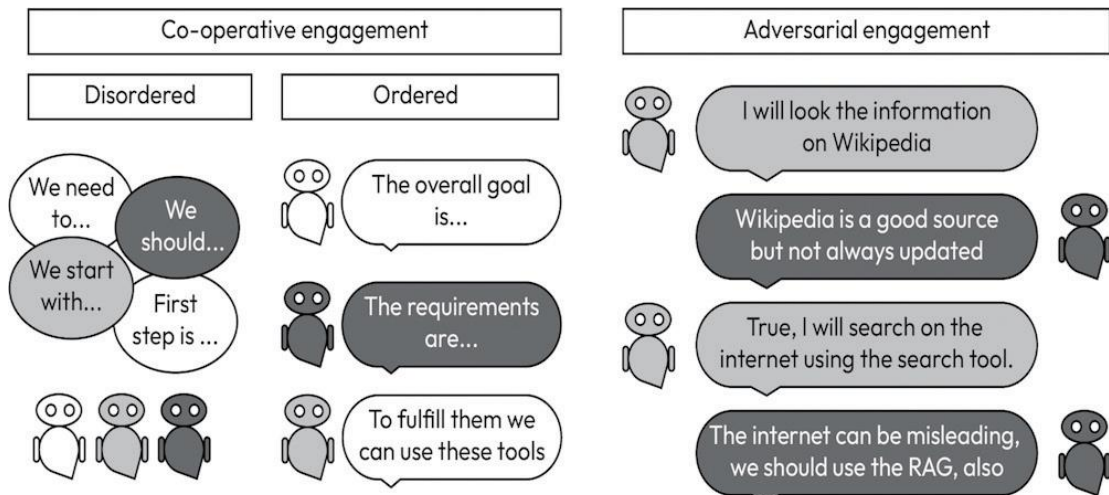 Co-operative engagement
Disordered
We need
to...
We
should...
We start
with...
First
step is ...
Ordered
The overall goal
is...
The requirements
are...
To fulfill them we
can use these tools
Adversarial engagement
I will look the information
on Wikipedia
Wikipedia is a good source
but not always updated
True, I will search on the
internet using the search tool.
The internet can be misleading,
we should use the RAG, also